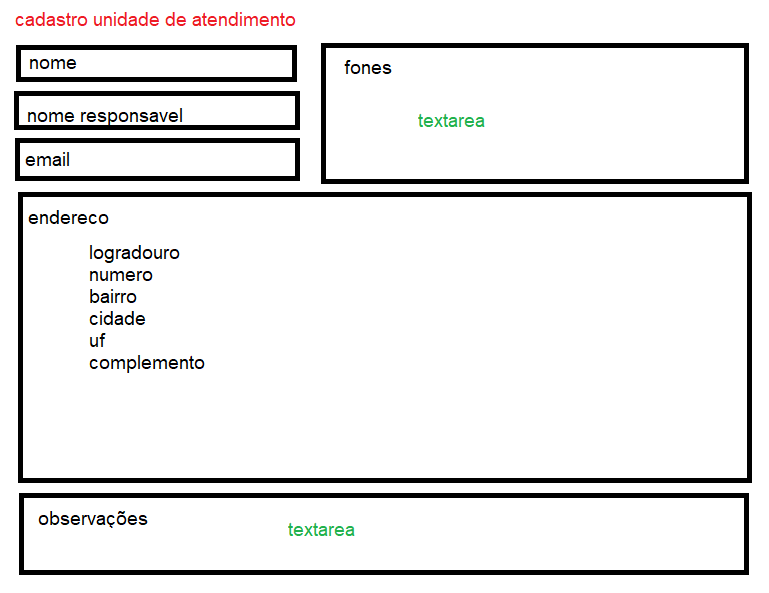 cadastro unidade de atendimento
nome
nome responsavel
email
fones
textarea
endereco
logradouro
numero
bairro
cidade
uf
complemento
observações
textarea